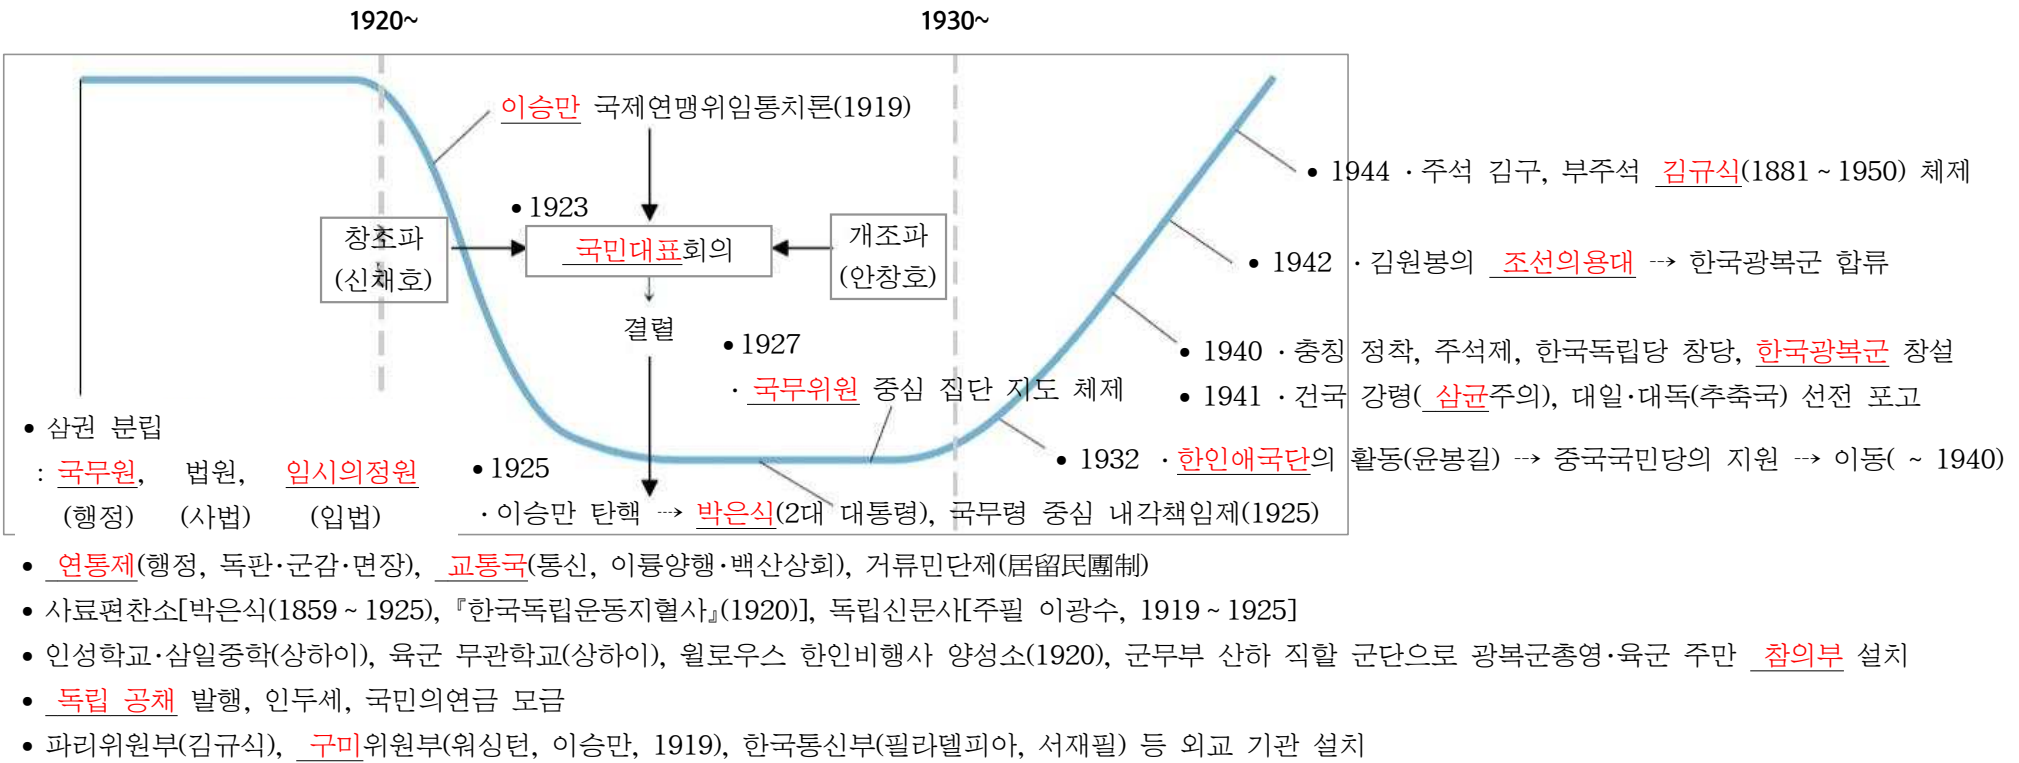 1920~
1930~
이승만 국제연맹위임통치론(1919)
• 1944 · 주석 김구, 부주석 김규식(1881 ~ 1950) 체제
• 1923
창조파
(신채호)
국민대표회의
개조파
(안창호)
• 1942 · 김원봉의 조선의용대 ┈→ 한국광복군 합류
결렬
• 1927
· 국무위원 중심 집단 지도 체제
• 1940 · 충칭 정착, 주석제, 한국독립당 창당, 한국광복군 창설
• 1941 · 건국 강령(삼균주의), 대일·대독(추축국) 선전 포고
• 삼권 분립
: 국무원, 법원, 임시의정원
(행정) (사법) (입법)
• 1932 · 한인애국단의 활동(윤봉길) ┈→ 중국국민당의 지원 ┈→ 이동( ~ 1940)
• 1925
· 이승만 탄핵 ┈→ 박은식(2대 대통령), 국무령 중심 내각책임제(1925)
• 연통제(행정, 독판·군감·면장), 교통국(통신, 이륭양행·백산상회), 거류민단제(居留民團制)
• 사료편찬소[박은식(1859 ~ 1925), 『한국독립운동지혈사』(1920)], 독립신문사[주필 이광수, 1919 ~ 1925]
• 인성학교·삼일중학(상하이), 육군 무관학교(상하이), 윌로우스 한인비행사 양성소(1920), 군무부 산하 직할 군단으로 광복군총영·육군 주만 참의부 설치
• 독립 공채 발행, 인두세, 국민의연금 모금
• 파리위원부(김규식), 구미위원부(워싱턴, 이승만, 1919), 한국통신부(필라델피아, 서재필) 등 외교 기관 설치